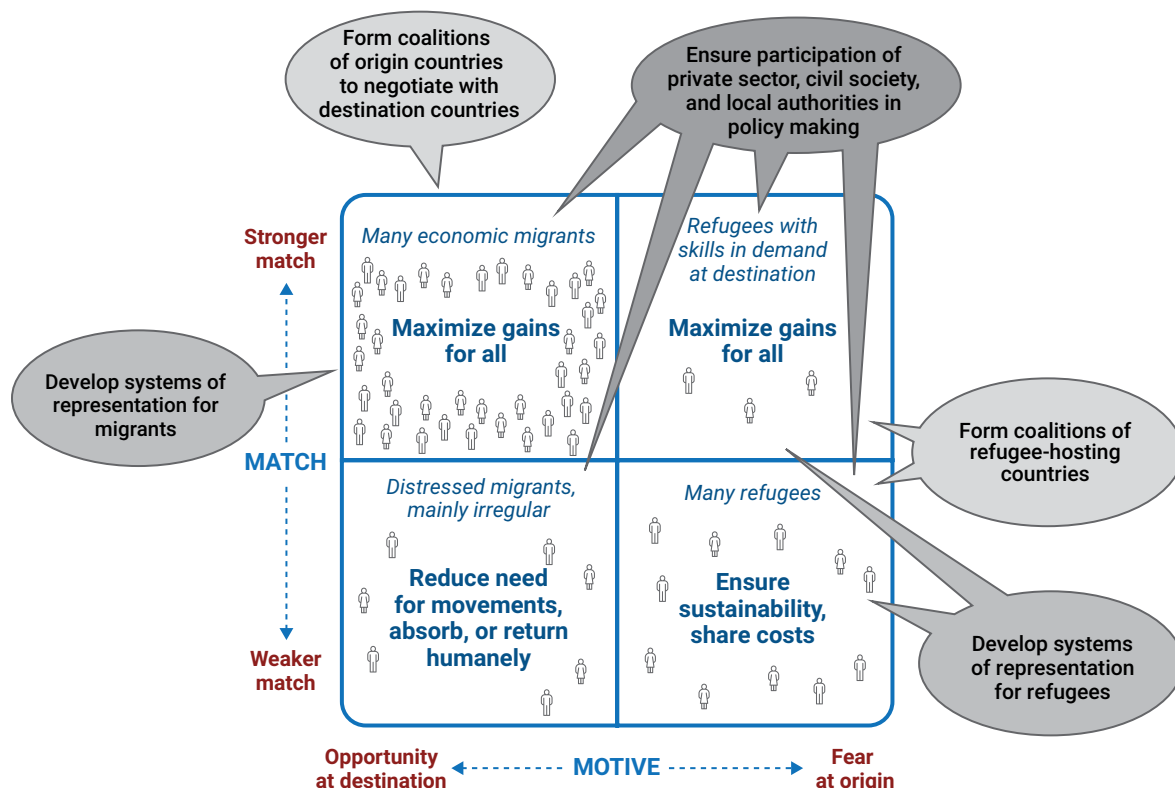 Form coalitions
of origin countries
to negotiate with
destination countries
Ensure participation of
private sector, civil society,
and local authorities in
policy making
Stronger
match
Many economic migrants
Maximize gains
for all
Refugees with
skills in demand
at destination
Maximize gains
for all
Develop systems of
representation for
migrants
MATCH
Form coalitions of
refugee-hosting
countries
Distressed migrants,
mainly irregular
Reduce need
for movements,
absorb, or return
humanely
Many refugees
Ensure
sustainability,
share costs
Weaker
match
Develop systems
of representation
for refugees
Opportunity
at destination
MOTIVE
Fear
at origin